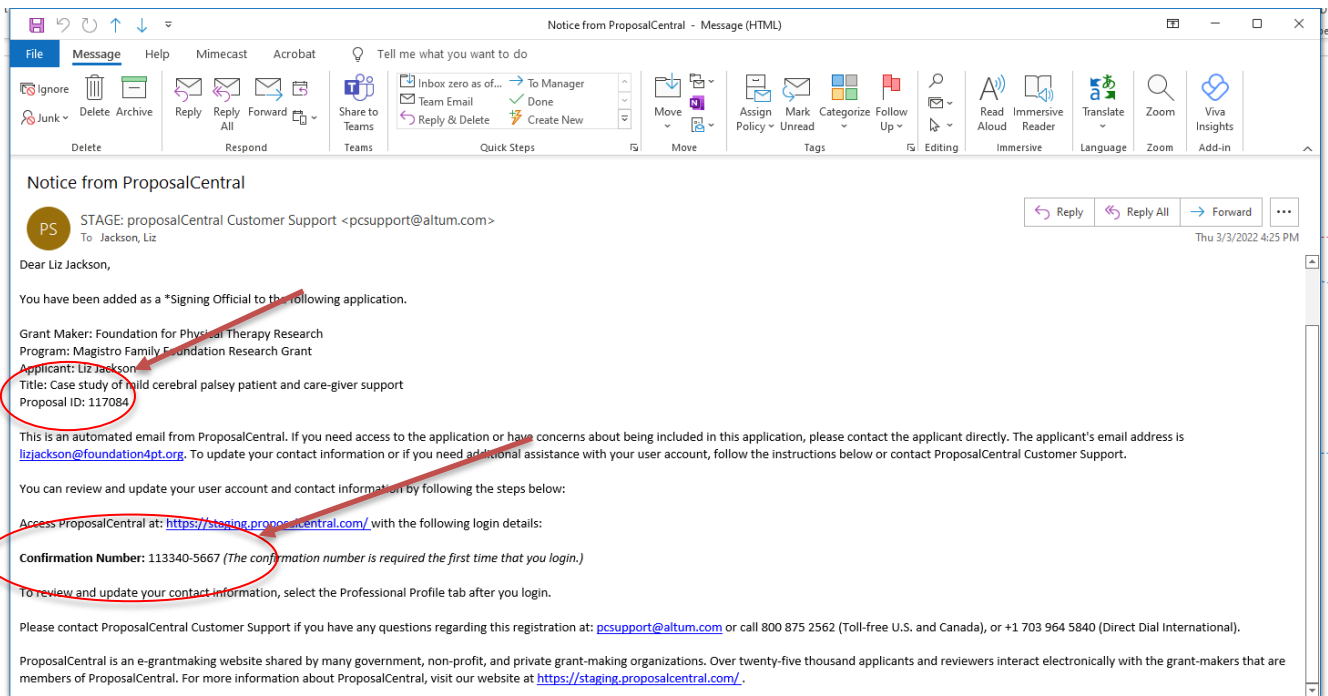 Notice from ProposalCentral - Message (HTML)
File Message Help Mimecast Acrobat Tell me what you want to do
Ignore
Junk
Delete
Archive
Reply
Reply All
Forward
Share to Teams
Inbox zero as of...
To Manager
Team Email
Done
Reply & Delete
Create New
Move
Assign Policy
Mark Unread
Categorize
Follow Up
Read Aloud
Immersive Reader
Translate
Zoom
Viva Insights
Delete Respond Teams Quick Steps Move Tags Editing Immersive Language Zoom Add-in
Notice from ProposalCentral
PS
STAGE: proposalCentral Customer Support <pcsupport@altum.com>
To Jackson, Liz
Reply Reply All Forward
Thu 3/3/2022 4:25 PM
Dear Liz Jackson,
You have been added as a *Signing Official to the following application.
Grant Maker: Foundation for Physical Therapy Research
Program: Magistro Family Foundation Research Grant
Applicant: Liz Jackson
Title: Case study of mild cerebral palsey patient and care-giver support
Proposal ID: 117084
This is an automated email from ProposalCentral. If you need access to the application or have concerns about being included in this application, please contact the applicant directly. The applicant's email address is
lizjackson@foundation4pt.org. To update your contact information or if you need additional assistance with your user account, follow the instructions below or contact ProposalCentral Customer Support.
You can review and update your user account and contact information by following the steps below:
Access ProposalCentral at: https://staging.proposalcentral.com/ with the following login details:
Confirmation Number: 113340-5667 (The confirmation number is required the first time that you login.)
To review and update your contact information, select the Professional Profile tab after you login.
Please contact ProposalCentral Customer Support if you have any questions regarding this registration at: pcsupport@altum.com or call 800 875 2562 (Toll-free U.S. and Canada), or +1 703 964 5840 (Direct Dial International).
ProposalCentral is an e-grantmaking website shared by many government, non-profit, and private grant-making organizations. Over twenty-five thousand applicants and reviewers interact electronically with the grant-makers that are
members of ProposalCentral. For more information about ProposalCentral, visit our website at https://staging.proposalcentral.com/ .